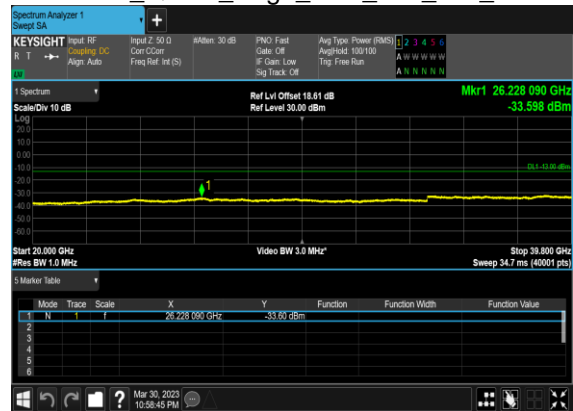 Spectrum Analyzer 1
Swept SA
+
KEYSIGHT
R T
LXI
Input: RF
Coupling: DC
Align: Auto
Input Z: 50 Ω
Corr CCorr
Freq Ref: Int (S)
#Atten: 30 dB
PNO: Fast
Gate: Off
IF Gain: Low
Sig Track: Off
Avg Type: Power (RMS)
Avg|Hold: 100/100
Trig: Free Run
1 2 3 4 5 6
A W W W W W
A N N N N N
1 Spectrum
Scale/Div 10 dB
Ref Lvl Offset 18.61 dB
Ref Level 30.00 dBm
Mkr1 26.228 090 GHz
-33.598 dBm
Log
20.0
10.0
0.00
-10.0
DL1 -13.00 dBm
-20.0
1
-30.0
-40.0
-50.0
-60.0
Start 20.000 GHz
#Res BW 1.0 MHz
Video BW 3.0 MHz*
Stop 39.800 GHz
Sweep 34.7 ms (40001 pts)
5 Marker Table
Mode Trace Scale X Y Function Function Width Function Value
1 N 1 f 26.228 090 GHz -33.60 dBm
2
3
4
5
6
?
Mar 30, 2023
10:58:45 PM